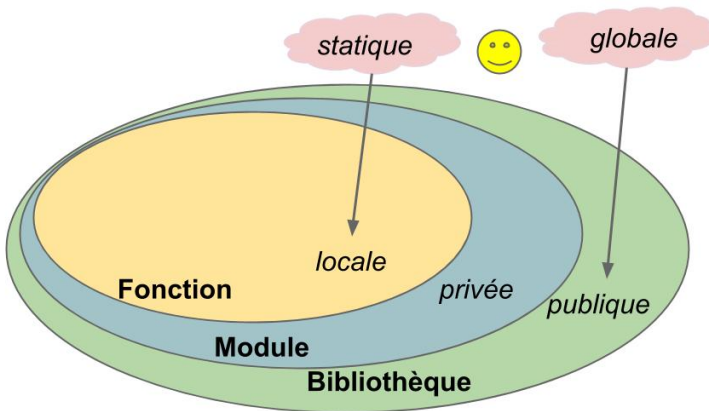 statique
globale
locale
Fonction
privée
publique
Module
Bibliothèque